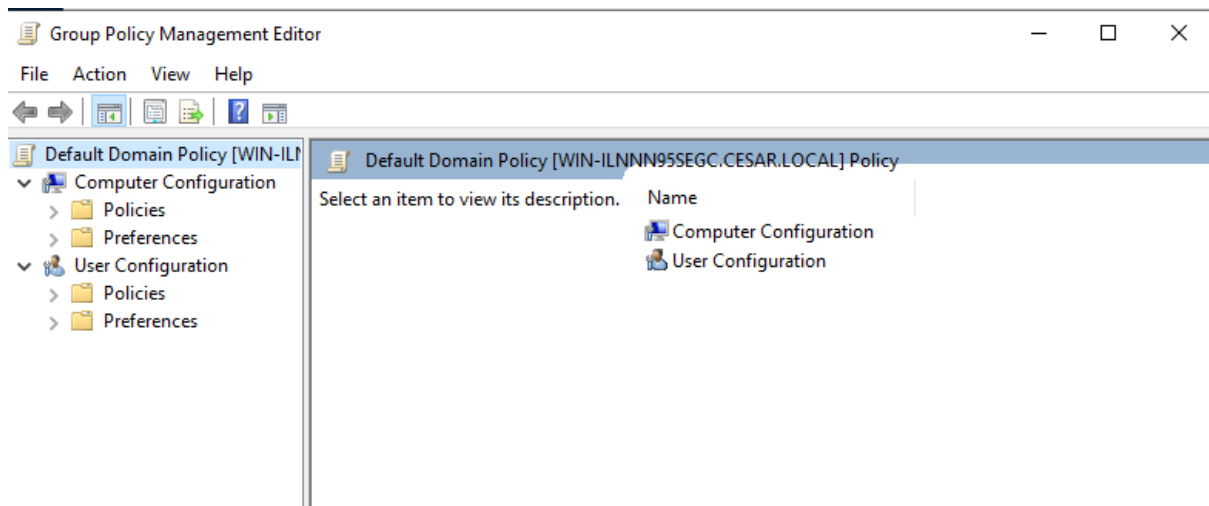 Group Policy Management Editor
File Action View Help
Default Domain Policy [WIN-ILN
Computer Configuration
Policies
Preferences
User Configuration
Policies
Preferences
Default Domain Policy [WIN-ILNNN95SEGC.CESAR.LOCAL] Policy
Select an item to view its description.
Name
Computer Configuration
User Configuration